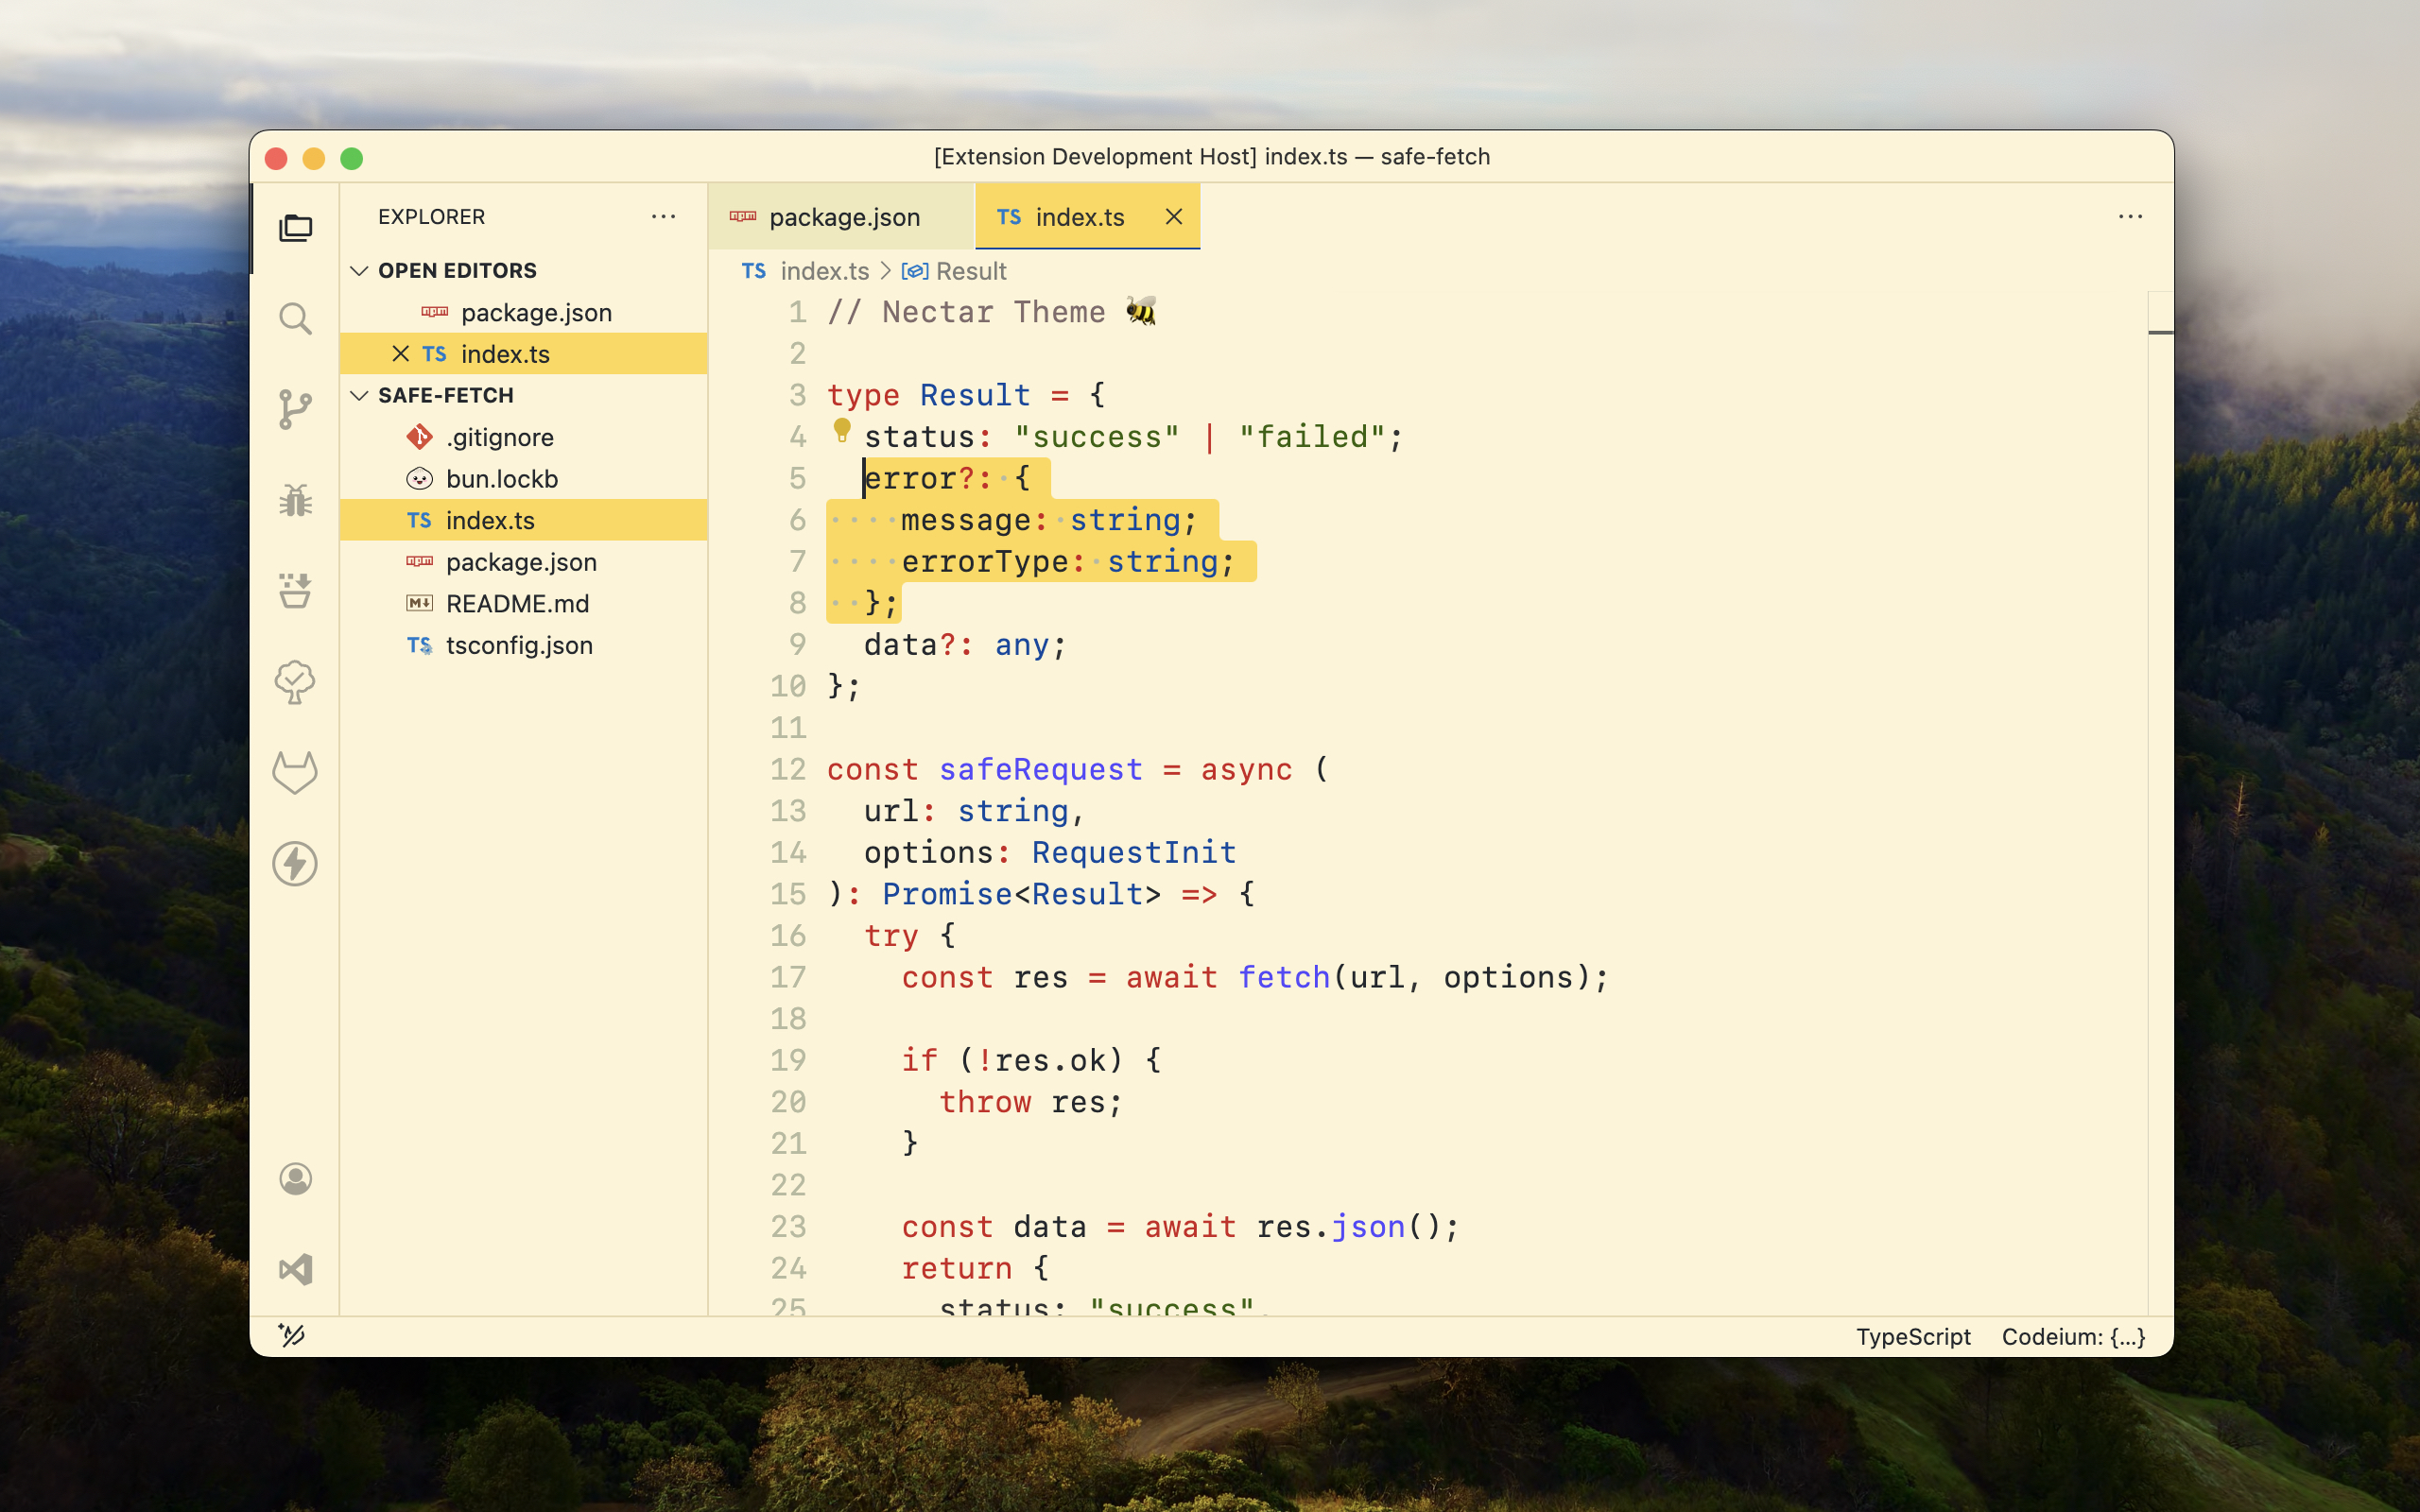 [Extension Development Host] index.ts — safe-fetch
EXPLORER
OPEN EDITORS
package.json
TS index.ts
SAFE-FETCH
.gitignore
bun.lockb
TS index.ts
package.json
README.md
TS tsconfig.json
package.json
TS index.ts
TS index.ts > Result
1 // Nectar Theme 🐝
2
3 type Result = {
4   status: "success" | "failed";
5   error?: {
6     message: string;
7     errorType: string;
8   };
9   data?: any;
10 };
11
12 const safeRequest = async (
13   url: string,
14   options: RequestInit
15 ): Promise<Result> => {
16   try {
17     const res = await fetch(url, options);
18
19     if (!res.ok) {
20       throw res;
21     }
22
23     const data = await res.json();
24     return {
25       status: "success",
TypeScript Codeium: {...}